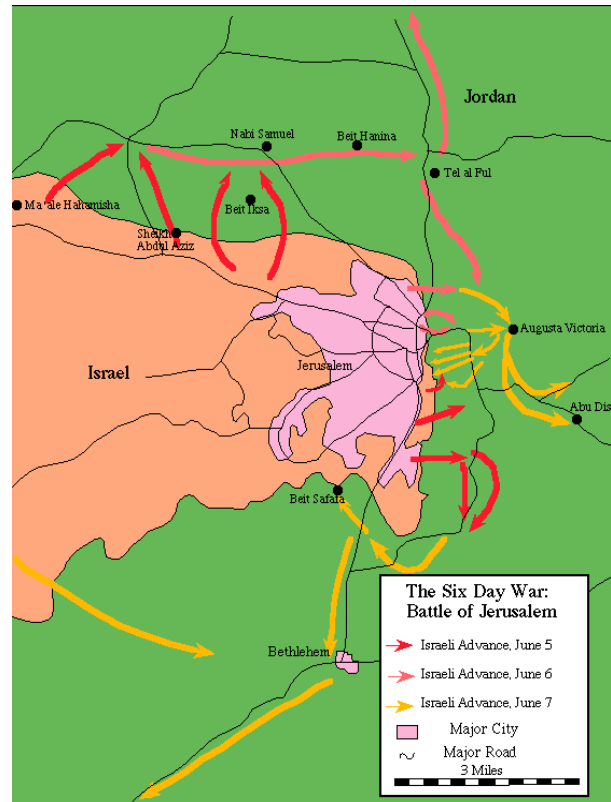 Jordan
Nabi Samuel
Beit Hanina
Tel al Ful
Ma'ale Hahamisha
Beit Iksa
Sheikh
Abdul Aziz
Augusta Victoria
Israel
Jerusalem
Abu Dis
Beit Safafa
Bethlehem
The Six Day War:
Battle of Jerusalem
Israeli Advance, June 5
Israeli Advance, June 6
Israeli Advance, June 7
Major City
Major Road
3 Miles